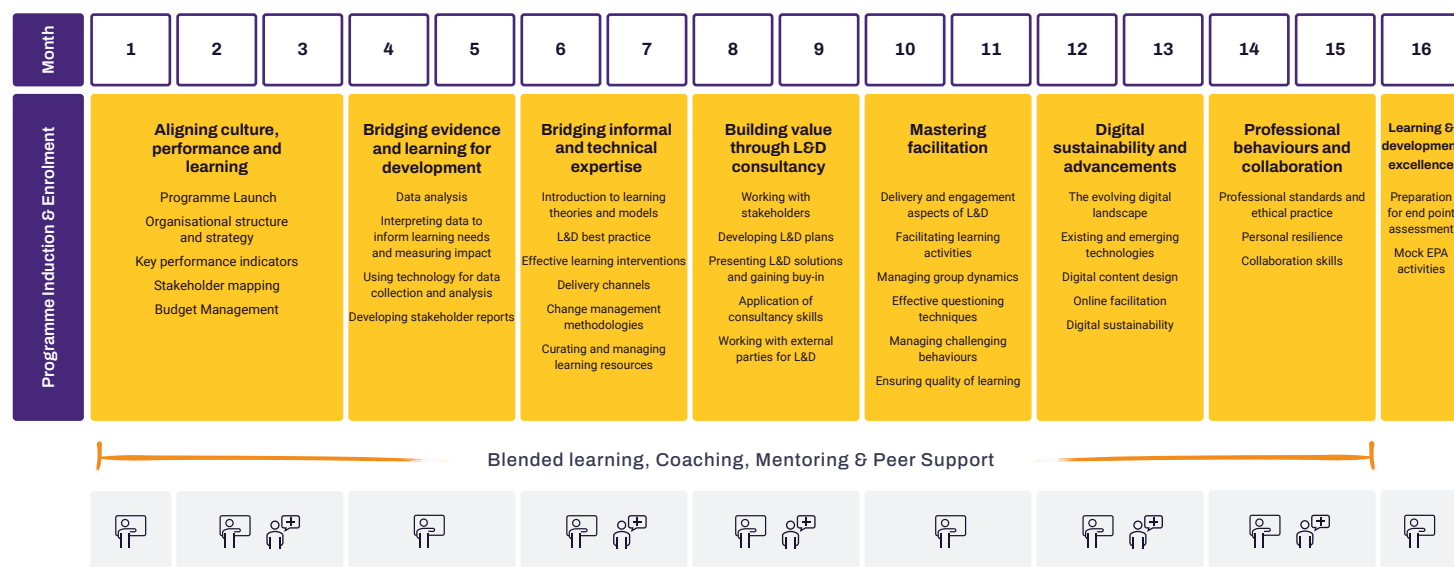 Month
1
2
3
4
5
6
7
8
9
10
11
12
13
14
15
16
Programme Induction & Enrolment
Aligning culture,
performance and
learning
Programme Launch
Organisational structure
and strategy
Key performance indicators
Stakeholder mapping
Budget Management
Bridging evidence
and learning for
development
Data analysis
Interpreting data to
inform learning needs
and measuring impact
Using technology for data
collection and analysis
Developing stakeholder reports
Bridging informal
and technical
expertise
Introduction to learning
theories and models
L&D best practice
Effective learning interventions
Delivery channels
Change management
methodologies
Curating and managing
learning resources
Building value
through L&D
consultancy
Working with
stakeholders
Developing L&D plans
Presenting L&D solutions
and gaining buy-in
Application of
consultancy skills
Working with external
parties for L&D
Mastering
facilitation
Delivery and engagement
aspects of L&D
Facilitating learning
activities
Managing group dynamics
Effective questioning
techniques
Managing challenging
behaviours
Ensuring quality of learning
Digital
sustainability and
advancements
The evolving digital
landscape
Existing and emerging
technologies
Digital content design
Online facilitation
Digital sustainability
Professional
behaviours and
collaboration
Professional standards and
ethical practice
Personal resilience
Collaboration skills
Learning &
developmen
excellence
Preparation
for end point
assessment
Mock EPA
activities
Blended learning, Coaching, Mentoring & Peer Support